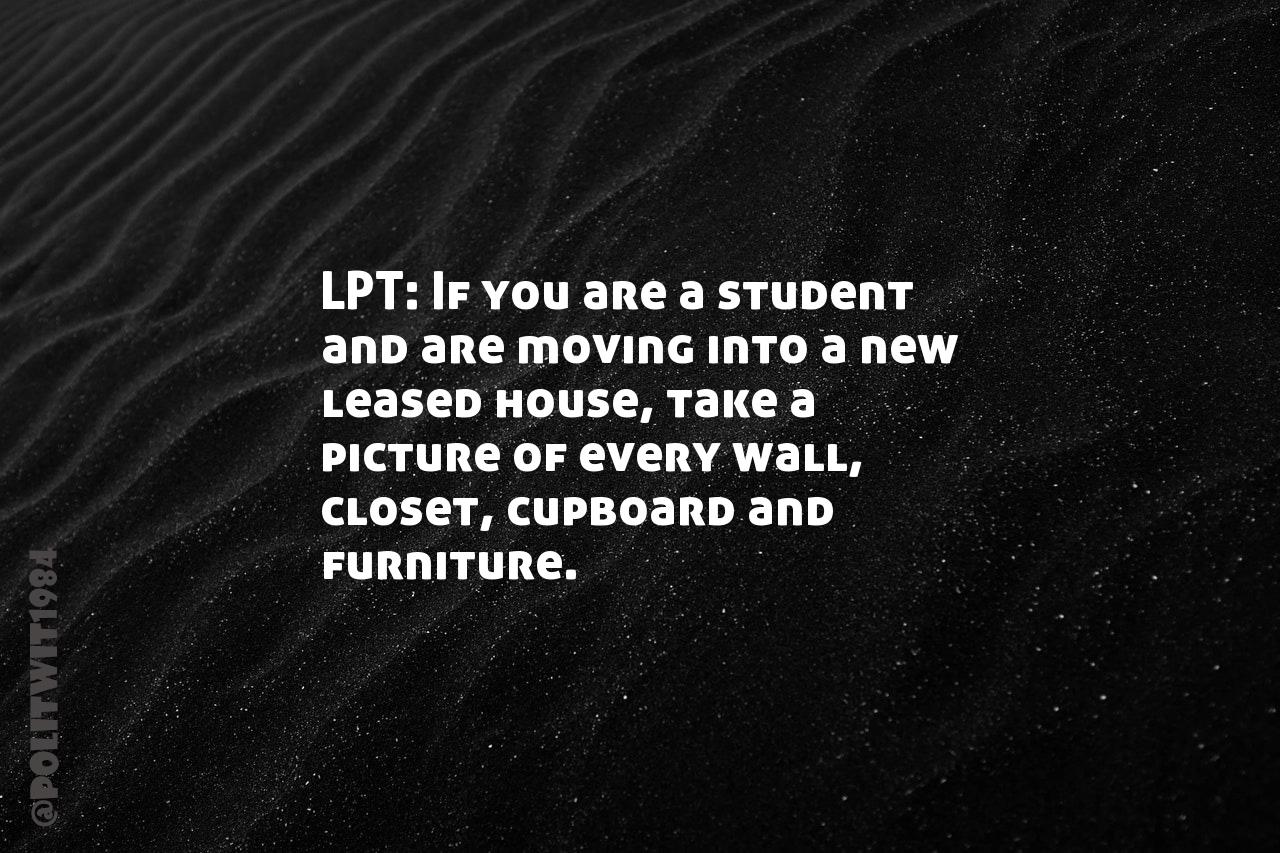 LPT: If you are a student
and are moving into a new
leased house, take a
picture of every wall,
closet, cupboard and
furniture.
@politwit1984